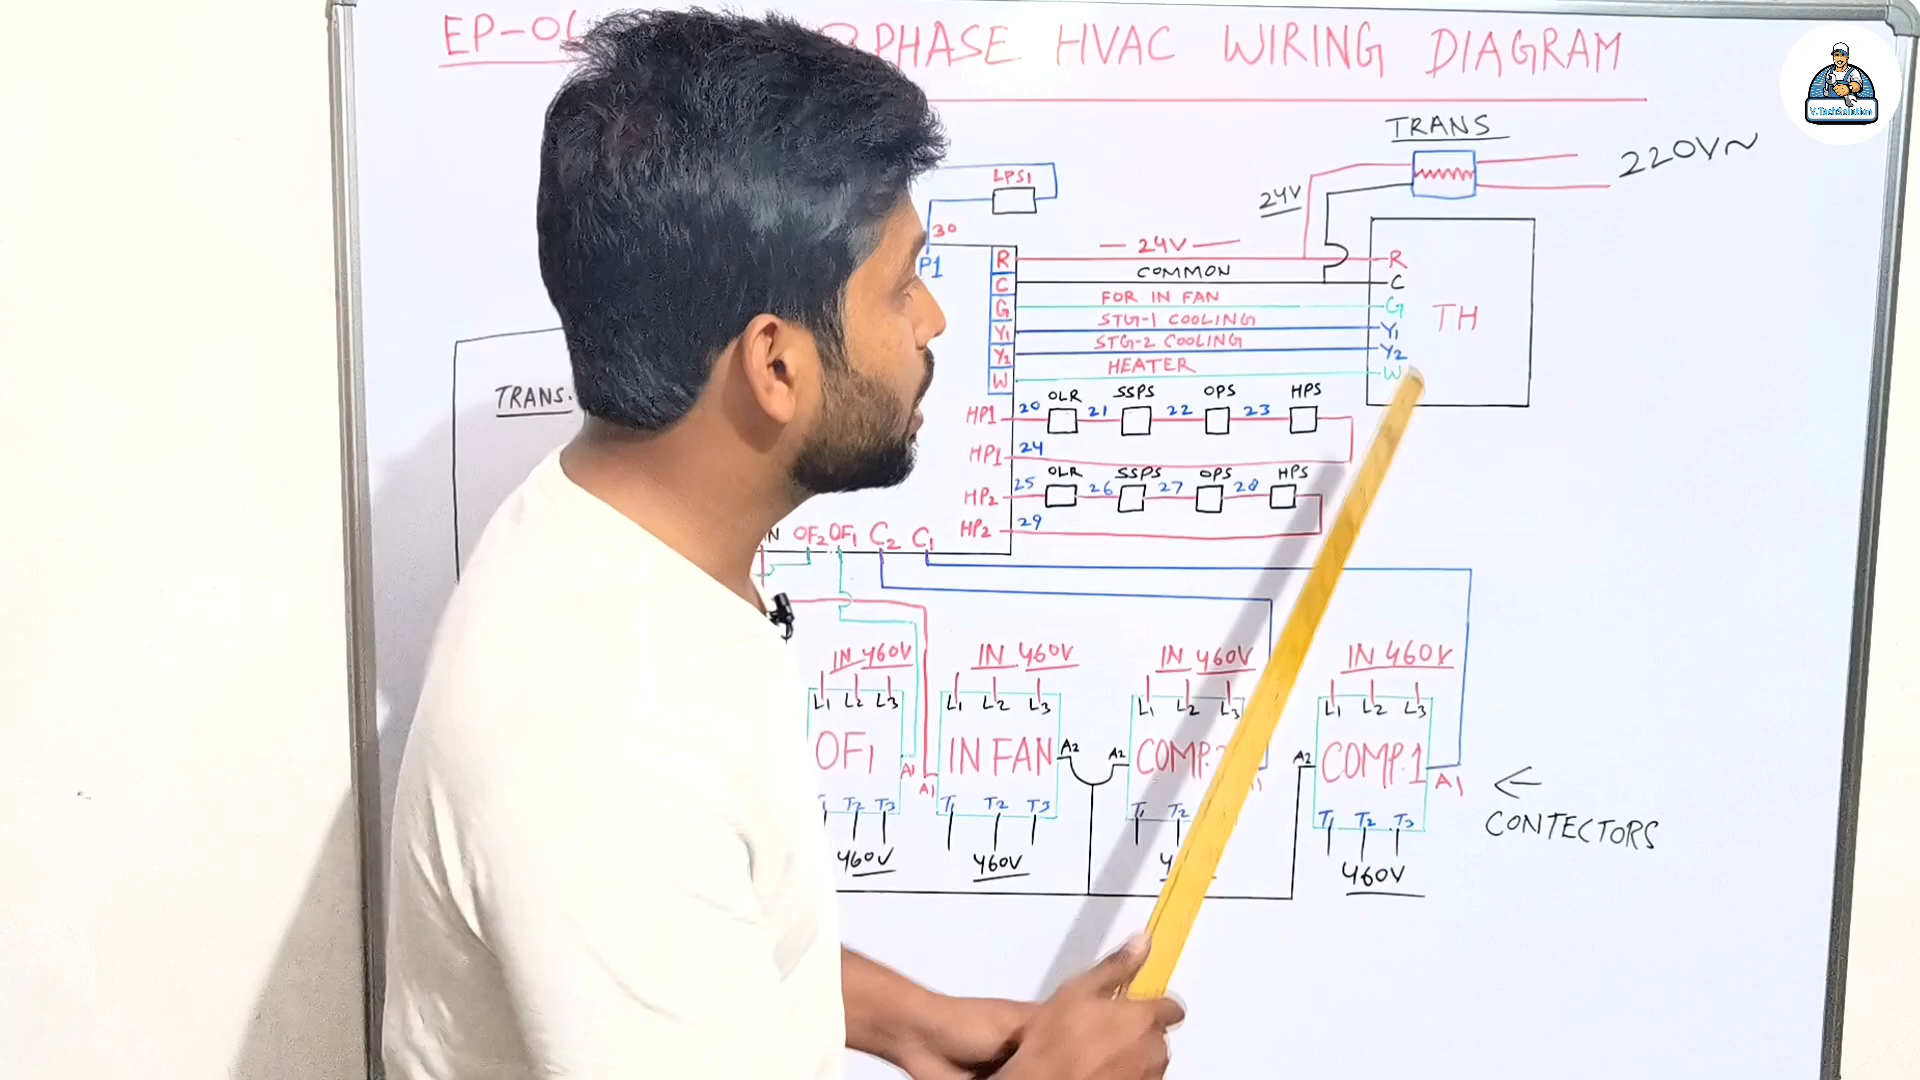 EP-06 3 PHASE HVAC WIRING DIAGRAM
V.TechSolution
TRANS
220V~
24V
LPS1
30
P1
R — 24V — R
C COMMON C
G FOR IN FAN G
Y1 STG-1 COOLING Y1
Y2 STG-2 COOLING Y2
W HEATER W
TH
TRANS.
OLR SSPS OPS HPS
HP1 20 21 22 23
HP1 24
OLR SSPS OPS HPS
HP2 25 26 27 28
HP2 29
OF2 OF1 C2 C1
IN 460V IN 460V IN 460V IN 460V
L1 L2 L3 L1 L2 L3 L1 L2 L3 L1 L2 L3
OF1 A1 A1 IN FAN A2 A2 COMP. A2 COMP.1 A1
T2 T3 T1 T2 T3 T1 T2 T1 T2 T3
460V 460V 460V
←
CONTECTORS